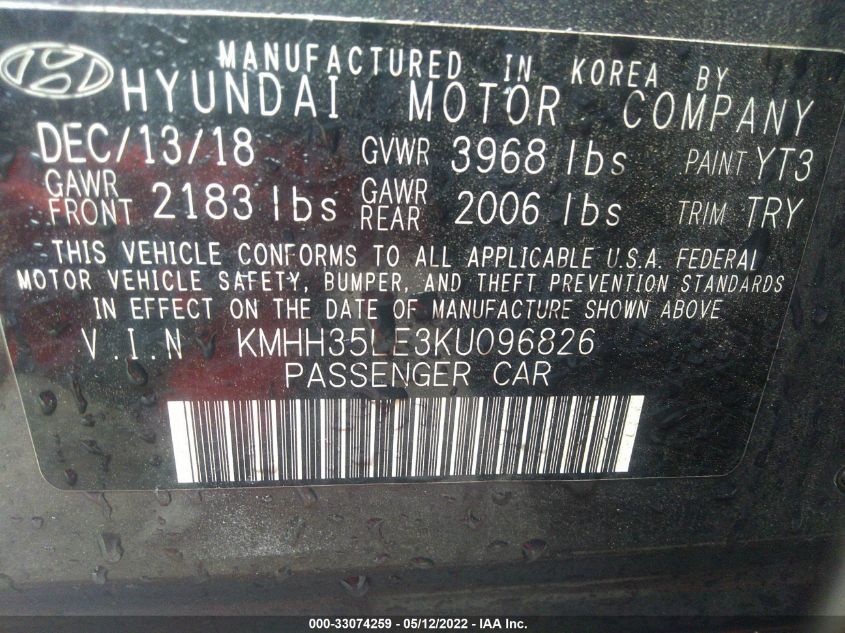 MANUFACTURED IN KOREA BY
HYUNDAI MOTOR COMPANY
DEC/13/18 GVWR 3968 lbs PAINT YT3
GAWR FRONT 2183 lbs GAWR REAR 2006 lbs TRIM TRY
THIS VEHICLE CONFORMS TO ALL APPLICABLE U.S.A. FEDERAL
MOTOR VEHICLE SAFETY, BUMPER, AND THEFT PREVENTION STANDARDS
IN EFFECT ON THE DATE OF MANUFACTURE SHOWN ABOVE
V.I.N KMHH35LE3KU096826
PASSENGER CAR
000-33074259 - 05/12/2022 - IAA Inc.